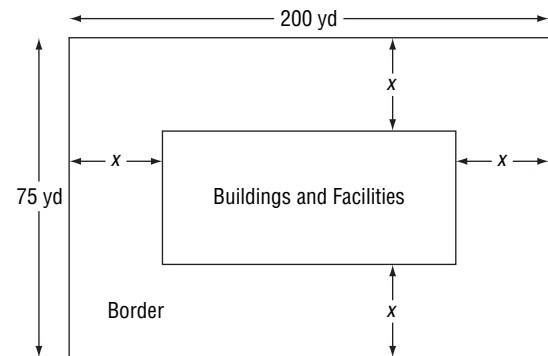 200 yd
x
x
x
75 yd
Buildings and Facilities
Border
x